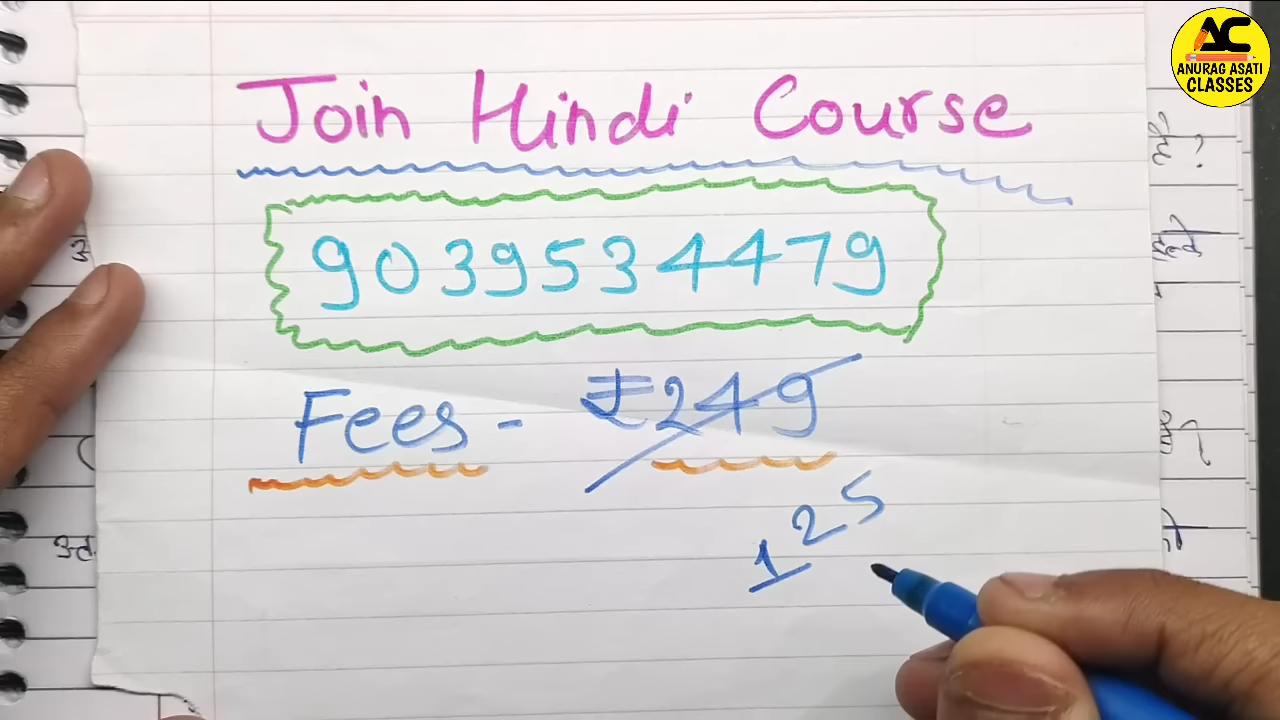 AC
ANURAG ASATI
CLASSES
Join Hindi Course
9039534479
Fees - ₹249
125